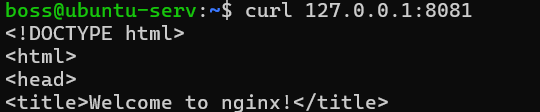 boss@ubuntu-serv:~$ curl 127.0.0.1:8081
<!DOCTYPE html>
<html>
<head>
<title>Welcome to nginx!</title>